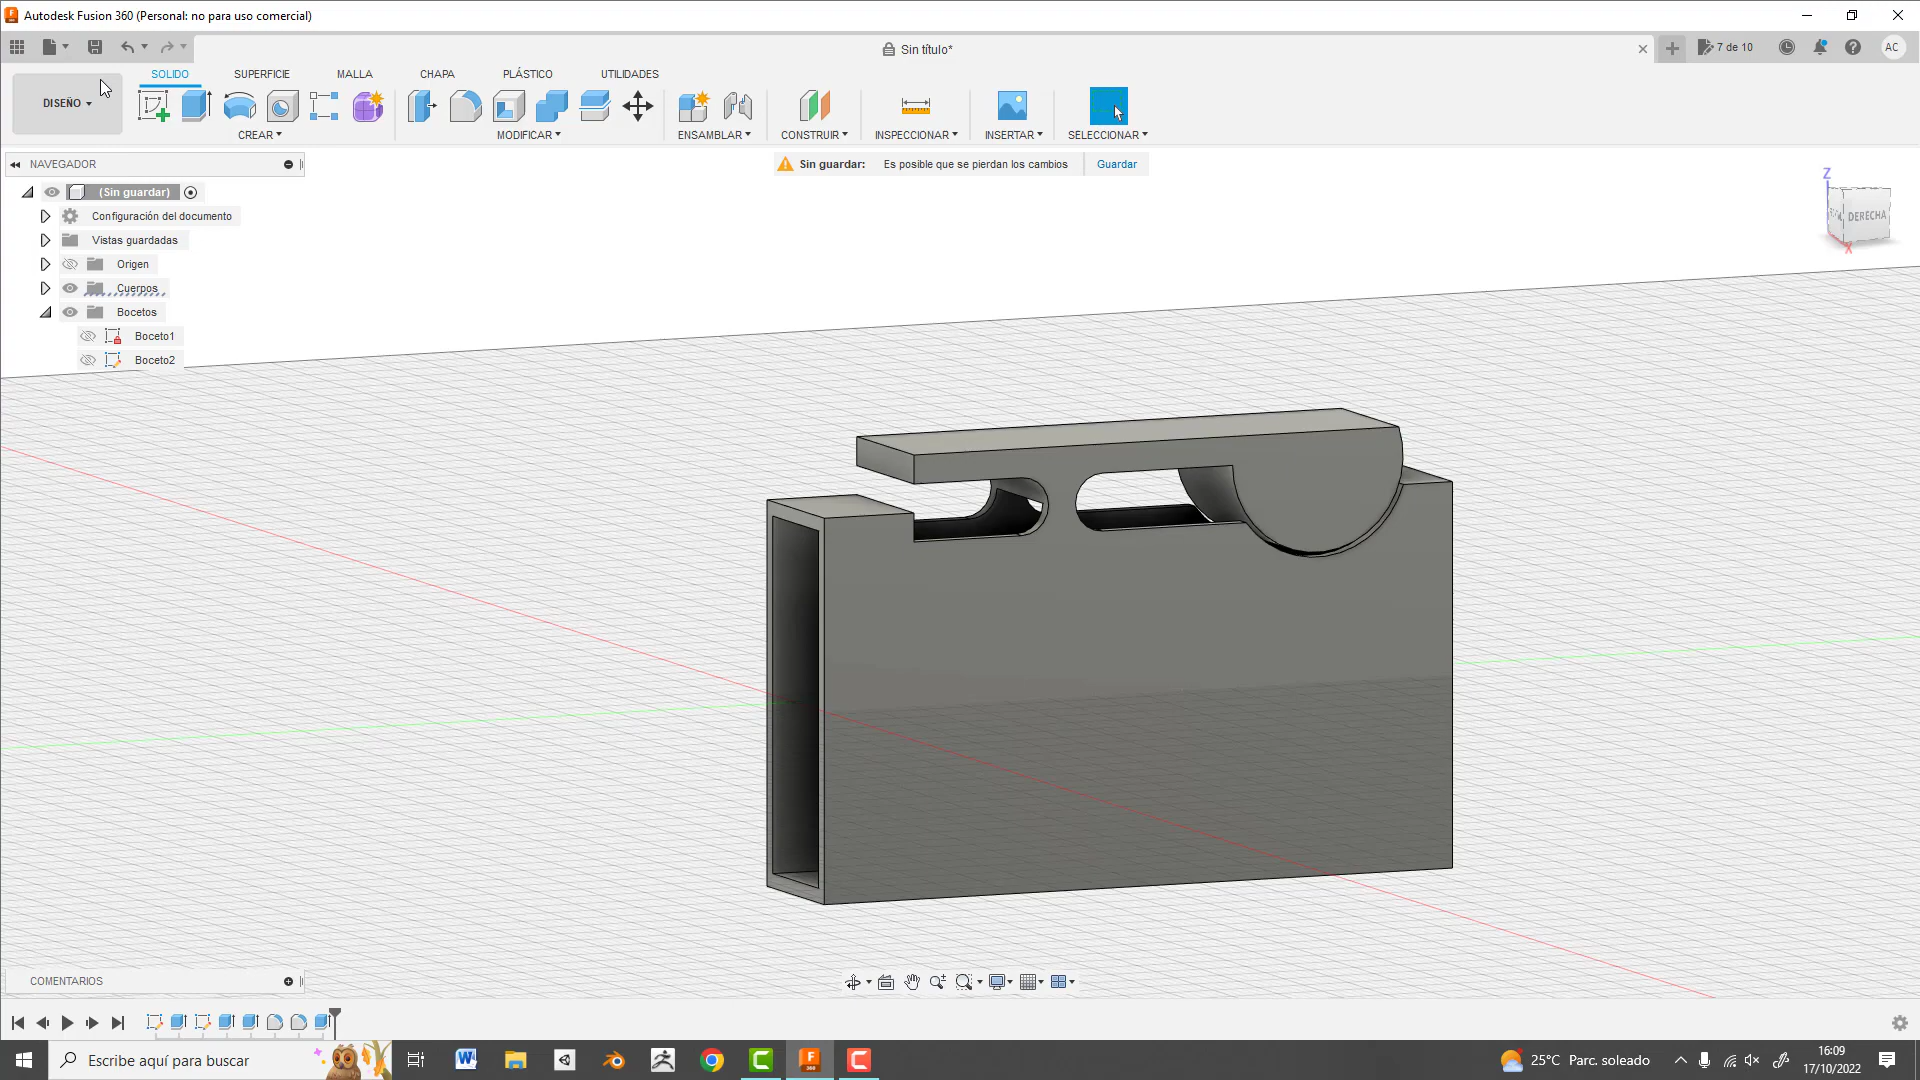 Autodesk Fusion 360 (Personal: no para uso comercial)
Sin título*
7 de 10
AC
DISEÑO
SOLIDO
SUPERFICIE
MALLA
CHAPA
PLÁSTICO
UTILIDADES
CREAR
MODIFICAR
ENSAMBLAR
CONSTRUIR
INSPECCIONAR
INSERTAR
SELECCIONAR
NAVEGADOR
Sin guardar:
Es posible que se pierdan los cambios
Guardar
(Sin guardar)
Configuración del documento
Vistas guardadas
Origen
Cuerpos
Bocetos
Boceto1
Boceto2
Z
DERECHA
X
COMENTARIOS
Escribe aquí para buscar
25°C
Parc. soleado
16:09
17/10/2022